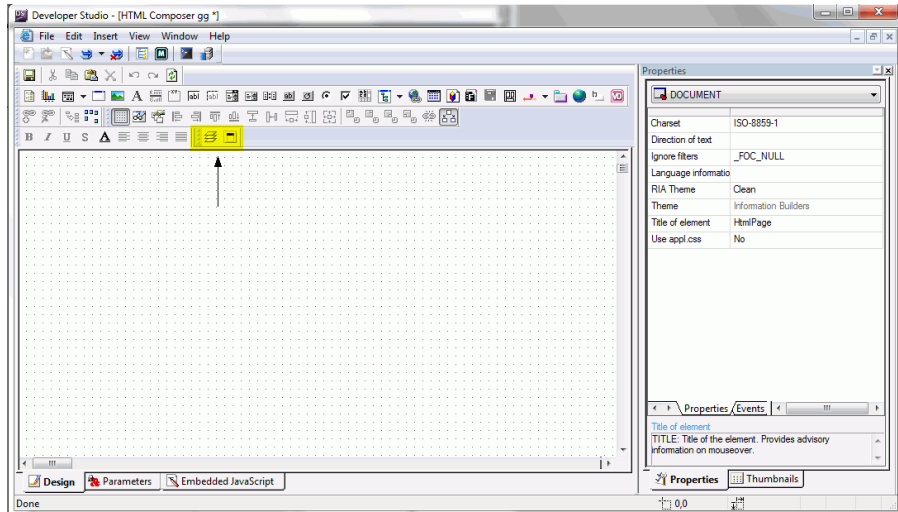 Developer Studio - [HTML Composer gg *]
File Edit Insert View Window Help
Properties
DOCUMENT
Charset ISO-8859-1
Direction of text
Ignore filters _FOC_NULL
Language informatio
RIA Theme Clean
Theme Information Builders
Title of element HtmlPage
Use appl.css No
B I U S A
Properties Events
Title of element
TITLE: Title of the element. Provides advisory
information on mouseover.
Design Parameters Embedded JavaScript
Properties Thumbnails
Done 0,0